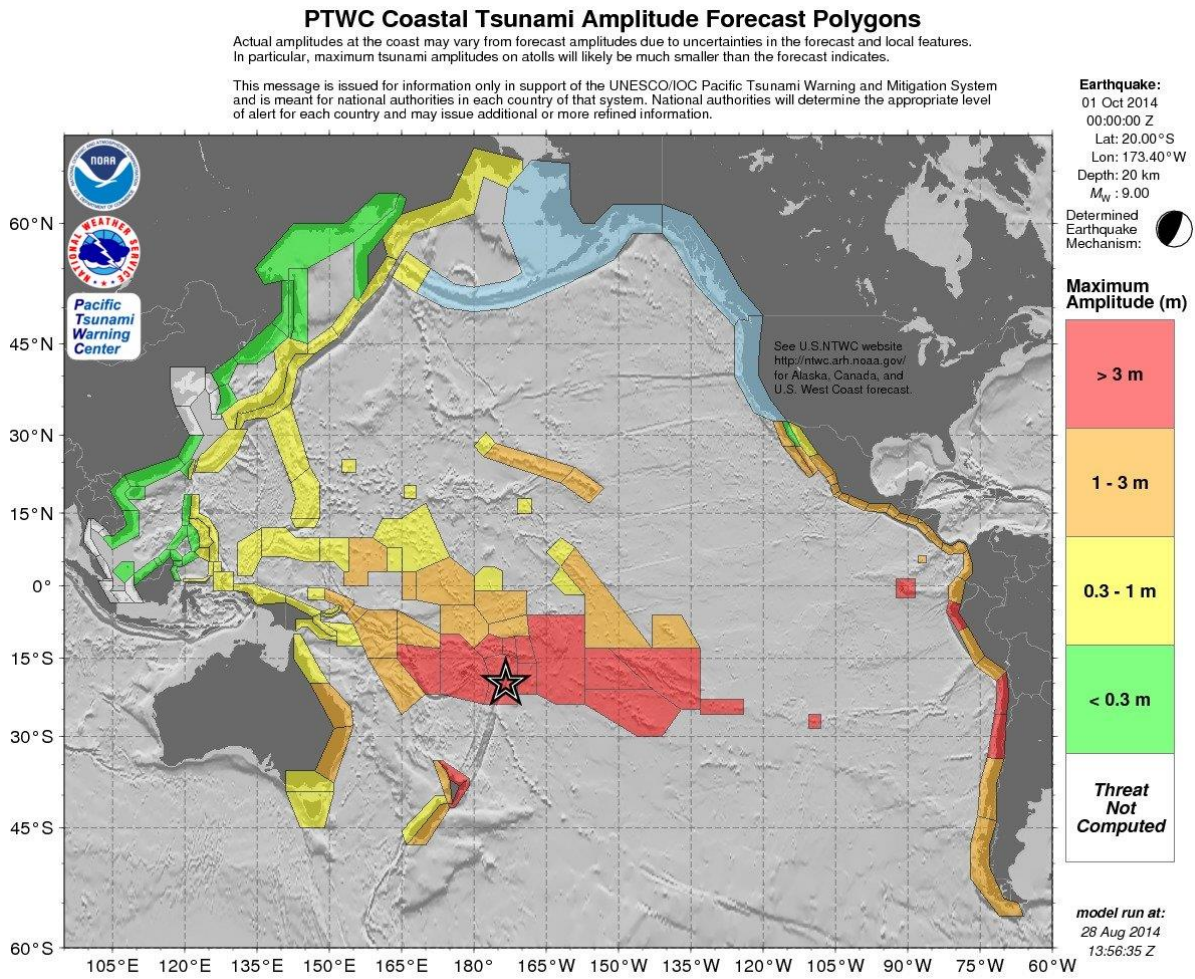 PTWC Coastal Tsunami Amplitude Forecast Polygons
Actual amplitudes at the coast may vary from forecast amplitudes due to uncertainties in the forecast and local features.
In particular, maximum tsunami amplitudes on atolls will likely be much smaller than the forecast indicates.
This message is issued for information only in support of the UNESCO/IOC Pacific Tsunami Warning and Mitigation System
and is meant for national authorities in each country of that system. National authorities will determine the appropriate level
of alert for each country and may issue additional or more refined information.
Earthquake:
01 Oct 2014
00:00:00 Z
Lat: 20.00°S
Lon: 173.40°W
Depth: 20 km
Mw : 9.00
Determined
Earthquake
Mechanism:
NOAA
NATIONAL WEATHER SERVICE
Pacific
Tsunami
Warning
Center
60°N
45°N
30°N
15°N
0°
15°S
30°S
45°S
60°S
See U.S.NTWC website
http://ntwc.arh.noaa.gov/
for Alaska, Canada, and
U.S. West Coast forecast.
Maximum
Amplitude (m)
> 3 m
1 - 3 m
0.3 - 1 m
< 0.3 m
Threat
Not
Computed
model run at:
28 Aug 2014
13:56:35 Z
105°E 120°E 135°E 150°E 165°E 180° 165°W 150°W 135°W 120°W 105°W 90°W 75°W 60°W